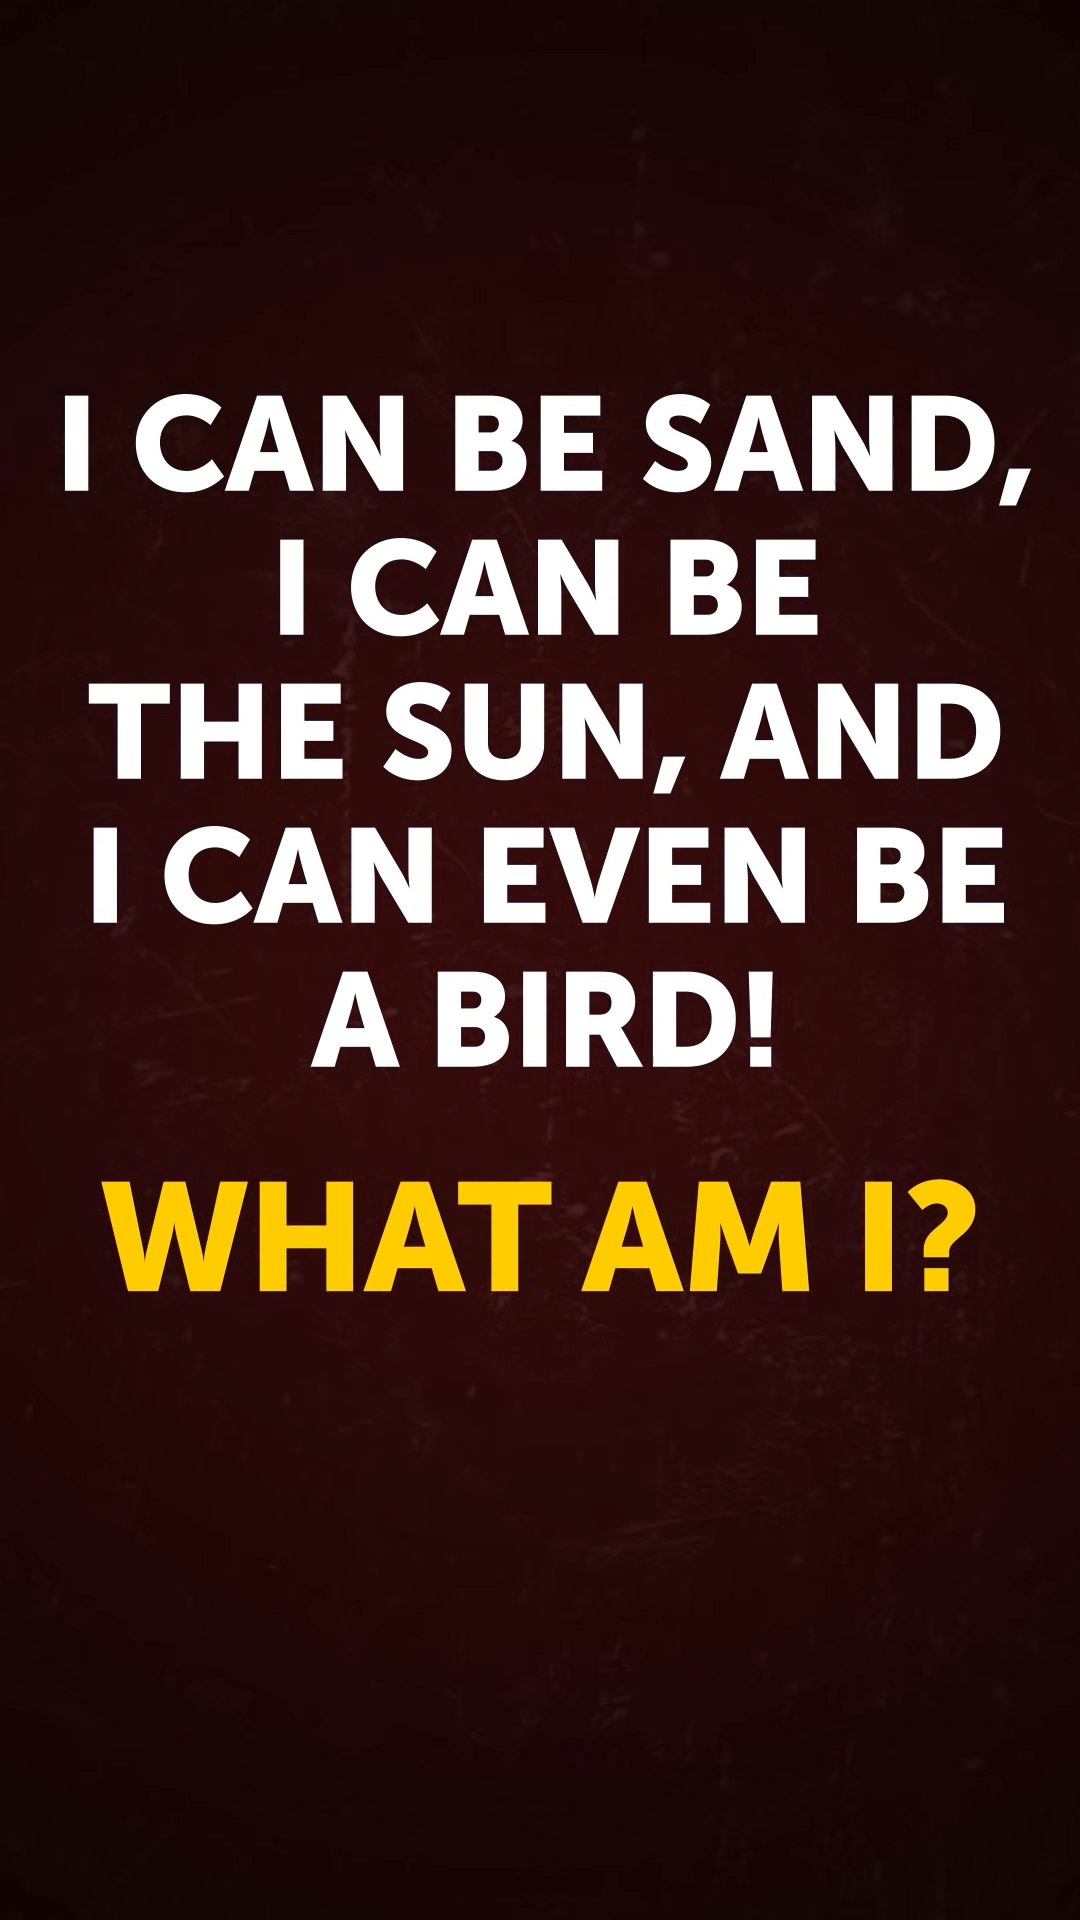 I CAN BE SAND,
I CAN BE
THE SUN, AND
I CAN EVEN BE
A BIRD!
WHAT AM I?